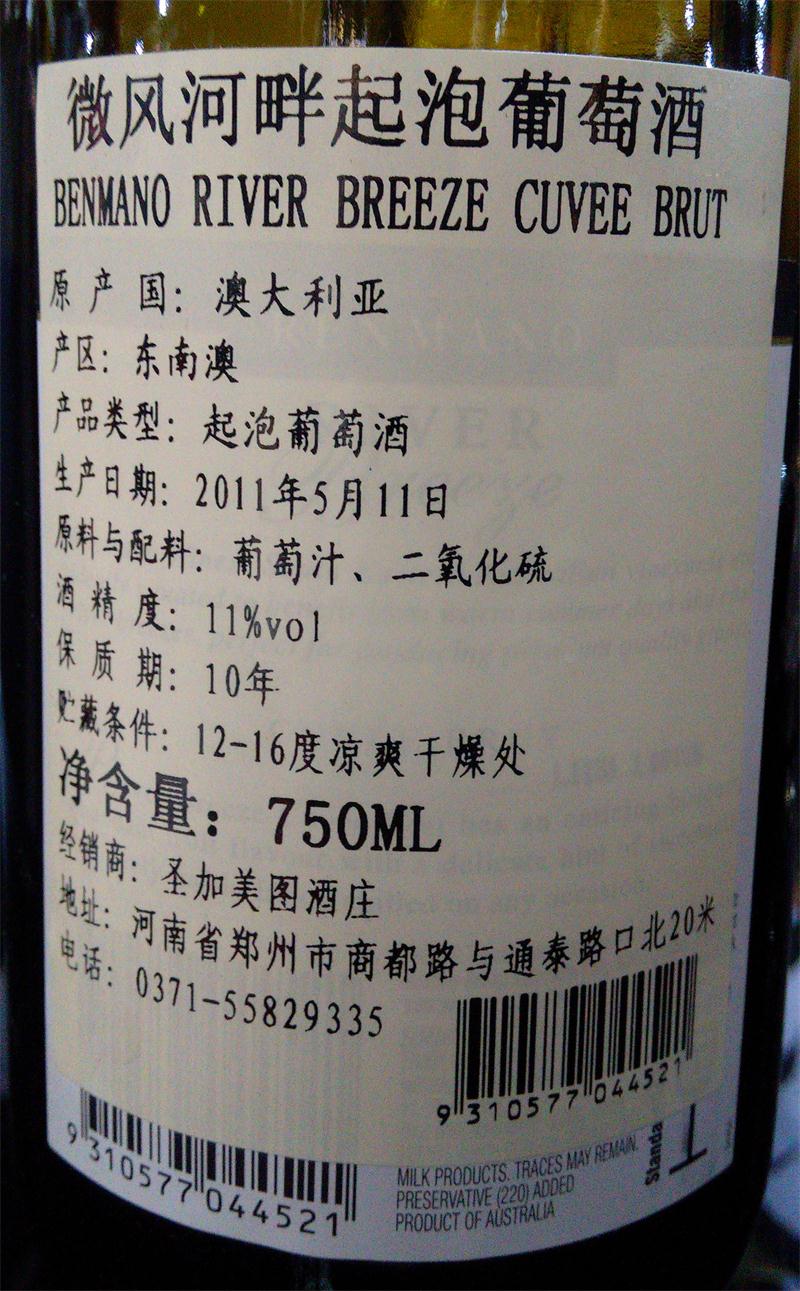 微风河畔起泡葡萄酒
BENMANO RIVER BREEZE CUVEE BRUT
原产国：澳大利亚
产区：东南澳
产品类型：起泡葡萄酒
生产日期：2011年5月11日
原料与配料：葡萄汁、二氧化硫
酒精度：11%vol
保质期：10年
贮藏条件：12-16度凉爽干燥处
净含量：750ML
经销商：圣加美图酒庄
地址：河南省郑州市商都路与通泰路口北20米
电话：0371-55829335
9 310577 044521
9 310577 044521
MILK PRODUCTS. TRACES MAY REMAIN.
PRESERVATIVE (220) ADDED
PRODUCT OF AUSTRALIA
Standa